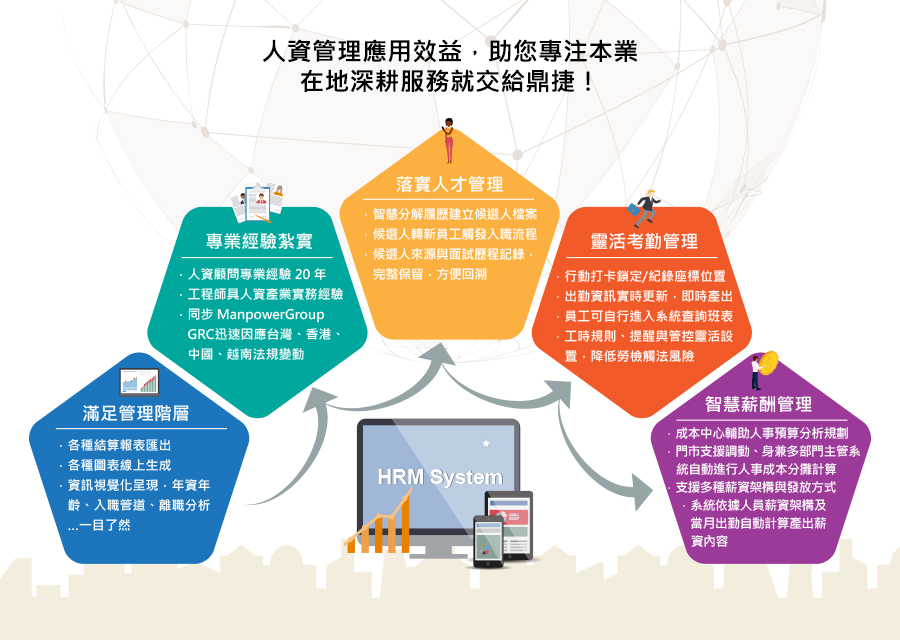 人資管理應用效益，助您專注本業
在地深耕服務就交給鼎捷！
落實人才管理
· 智慧分解履歷建立候選人檔案
· 候選人轉新員工觸發入職流程
· 候選人來源與面試歷程記錄，
完整保留，方便回溯
專業經驗紮實
· 人資顧問專業經驗 20 年
· 工程師具人資產業實務經驗
· 同步 ManpowerGroup
GRC迅速因應台灣、香港、
中國、越南法規變動
靈活考勤管理
· 行動打卡鎖定/紀錄座標位置
· 出勤資訊實時更新，即時產出
· 員工可自行進入系統查詢班表
· 工時規則、提醒與管控靈活設
置，降低勞檢觸法風險
滿足管理階層
· 各種結算報表匯出
· 各種圖表線上生成
· 資訊視覺化呈現，年資年
齡、入職管道、離職分析
...一目了然
智慧薪酬管理
· 成本中心輔助人事預算分析規劃
· 門市支援調動、身兼多部門主管系
統自動進行人事成本分攤計算
· 支援多種薪資架構與發放方式
· 系統依據人員薪資架構及
當月出勤自動計算產出薪
資內容
HRM System